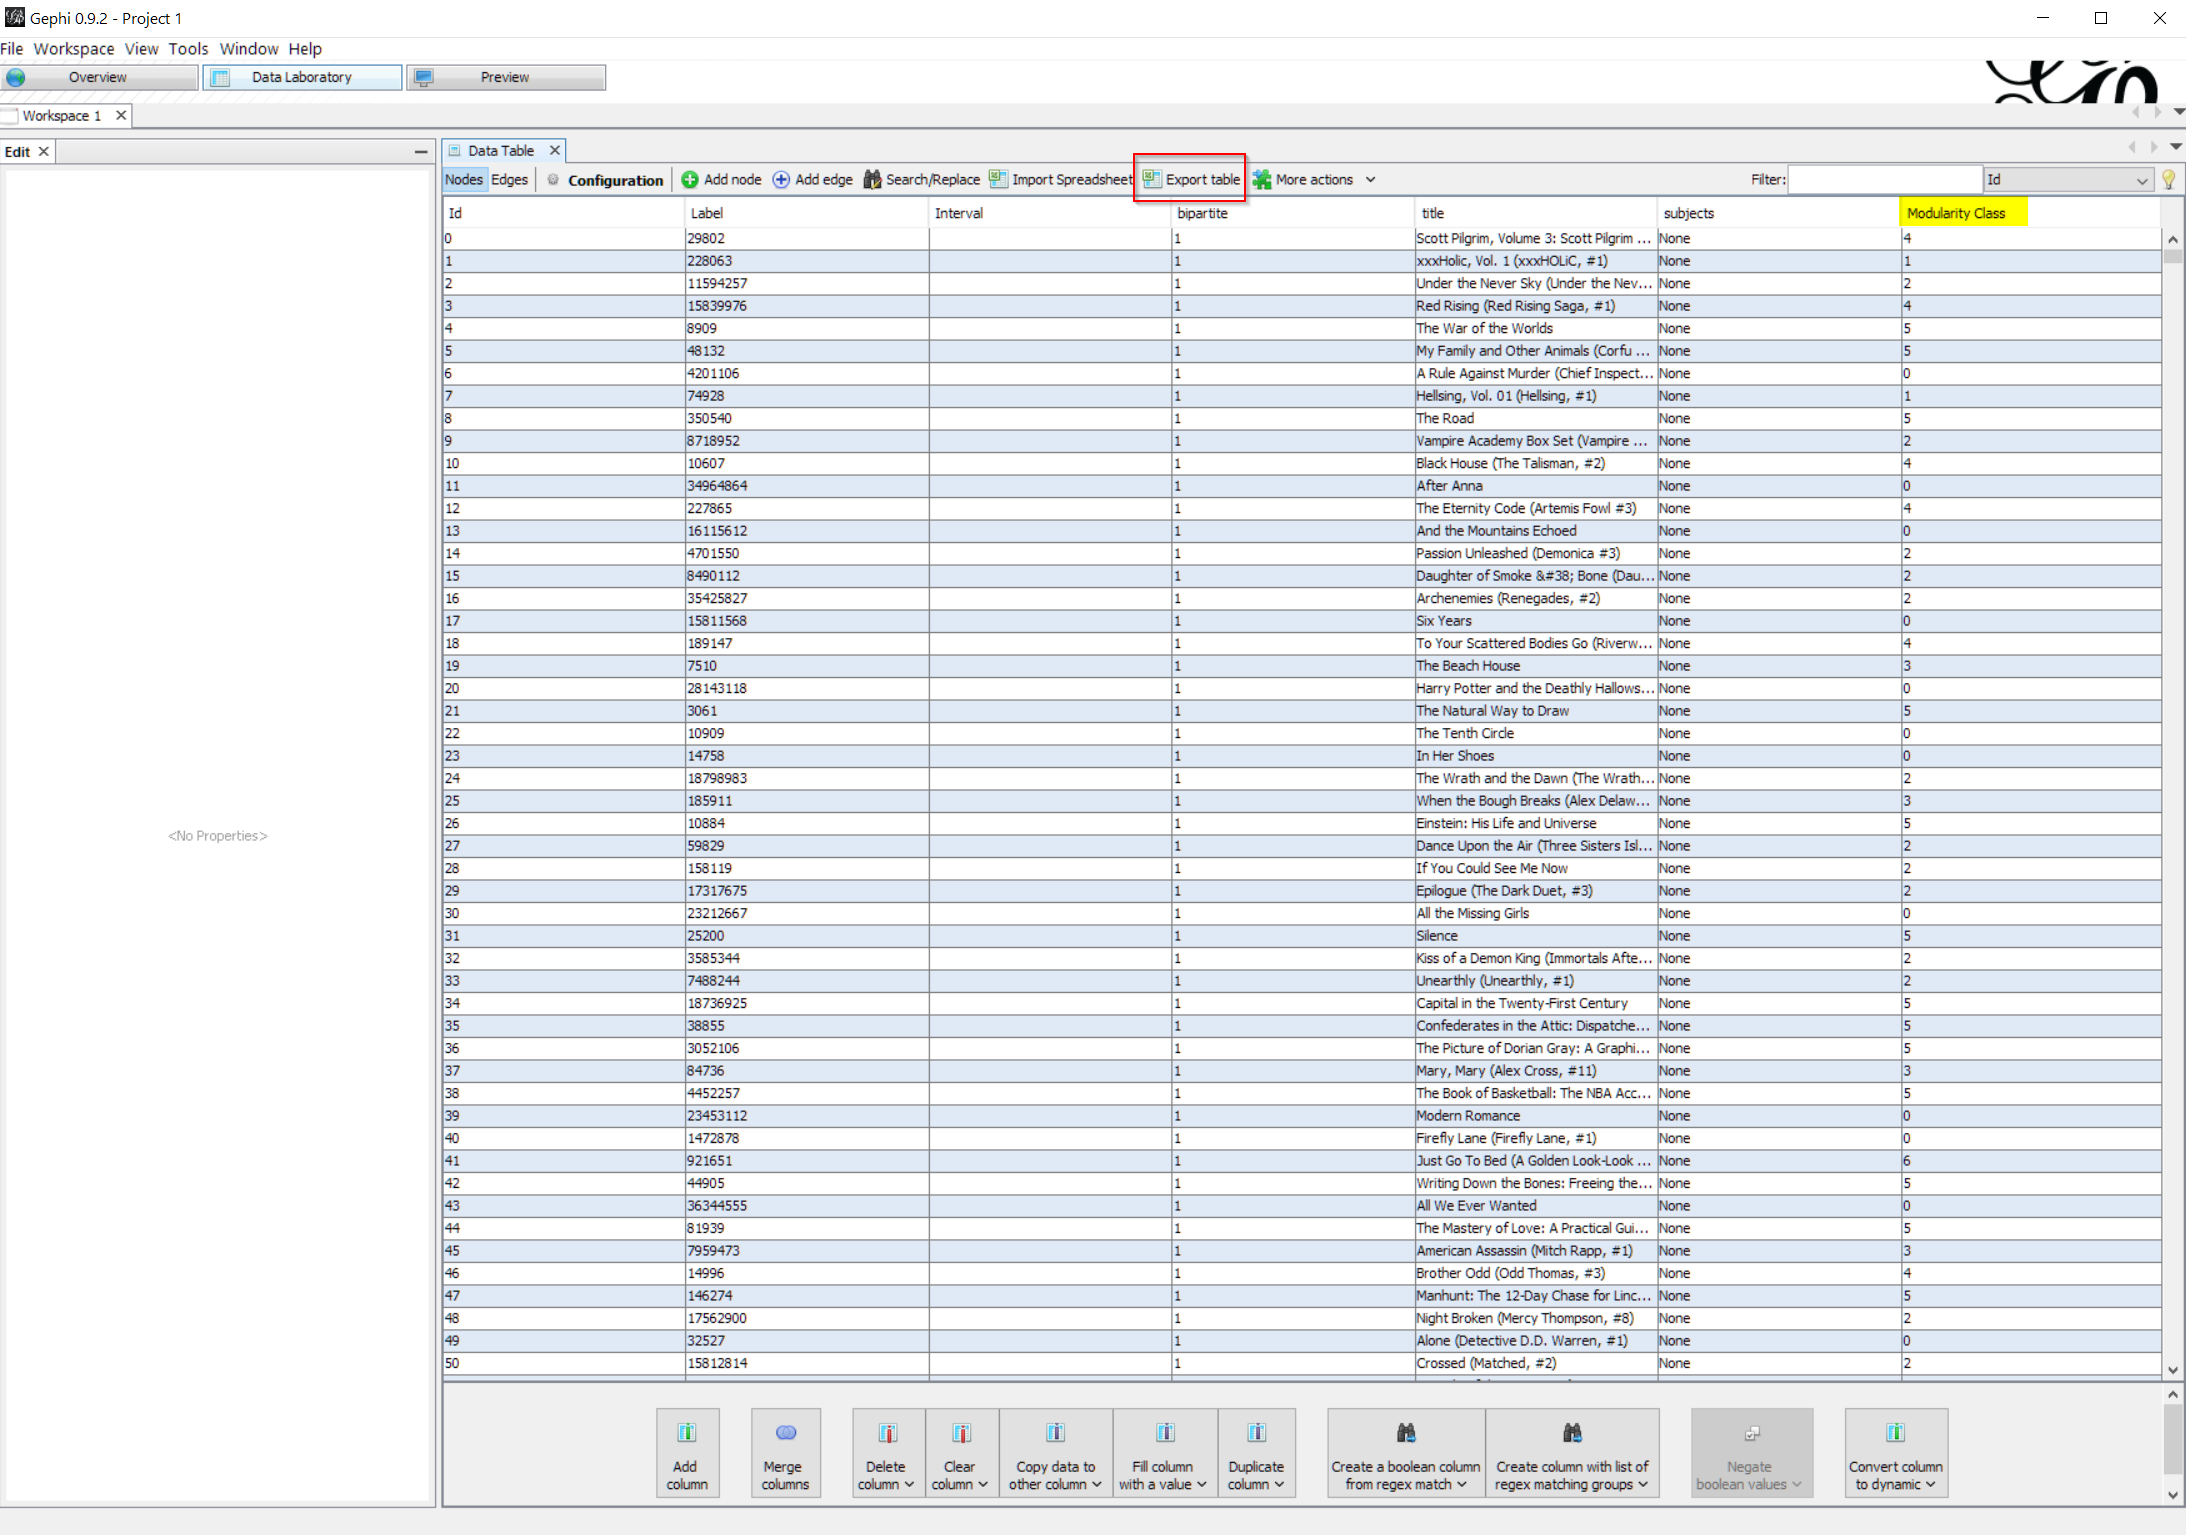 Gephi 0.9.2 - Project 1
File Workspace View Tools Window Help
Overview Data Laboratory Preview
Workspace 1
Edit Data Table
Nodes Edges Configuration Add node Add edge Search/Replace Import Spreadsheet Export table More actions Filter: Id
Id Label Interval bipartite title subjects Modularity Class
0 29802 1 Scott Pilgrim, Volume 3: Scott Pilgrim ... None 4
1 228063 1 xxxHolic, Vol. 1 (xxxHOLiC, #1) None 1
2 11594257 1 Under the Never Sky (Under the Nev... None 2
3 15839976 1 Red Rising (Red Rising Saga, #1) None 4
4 8909 1 The War of the Worlds None 5
5 48132 1 My Family and Other Animals (Corfu ... None 5
6 4201106 1 A Rule Against Murder (Chief Inspect... None 0
7 74928 1 Hellsing, Vol. 01 (Hellsing, #1) None 1
8 350540 1 The Road None 5
9 8718952 1 Vampire Academy Box Set (Vampire ... None 2
10 10607 1 Black House (The Talisman, #2) None 4
11 34964864 1 After Anna None 0
12 227865 1 The Eternity Code (Artemis Fowl #3) None 4
13 16115612 1 And the Mountains Echoed None 0
14 4701550 1 Passion Unleashed (Demonica #3) None 2
15 8490112 1 Daughter of Smoke &#38; Bone (Dau... None 2
16 35425827 1 Archenemies (Renegades, #2) None 2
17 15811568 1 Six Years None 0
18 189147 1 To Your Scattered Bodies Go (Riverw... None 4
19 7510 1 The Beach House None 3
20 28143118 1 Harry Potter and the Deathly Hallows... None 0
21 3061 1 The Natural Way to Draw None 5
22 10909 1 The Tenth Circle None 0
23 14758 1 In Her Shoes None 0
24 18798983 1 The Wrath and the Dawn (The Wrath... None 2
25 185911 1 When the Bough Breaks (Alex Delaw... None 3
26 10884 1 Einstein: His Life and Universe None 5
27 59829 1 Dance Upon the Air (Three Sisters Isl... None 2
28 158119 1 If You Could See Me Now None 2
29 17317675 1 Epilogue (The Dark Duet, #3) None 2
30 23212667 1 All the Missing Girls None 0
31 25200 1 Silence None 5
32 3585344 1 Kiss of a Demon King (Immortals Afte... None 2
33 7488244 1 Unearthly (Unearthly, #1) None 2
34 18736925 1 Capital in the Twenty-First Century None 5
35 38855 1 Confederates in the Attic: Dispatche... None 5
36 3052106 1 The Picture of Dorian Gray: A Graphi... None 5
37 84736 1 Mary, Mary (Alex Cross, #11) None 3
38 4452257 1 The Book of Basketball: The NBA Acc... None 5
39 23453112 1 Modern Romance None 0
40 1472878 1 Firefly Lane (Firefly Lane, #1) None 0
41 921651 1 Just Go To Bed (A Golden Look-Look ... None 6
42 44905 1 Writing Down the Bones: Freeing the... None 5
43 36344555 1 All We Ever Wanted None 0
44 81939 1 The Mastery of Love: A Practical Gui... None 5
45 7959473 1 American Assassin (Mitch Rapp, #1) None 3
46 14996 1 Brother Odd (Odd Thomas, #3) None 4
47 146274 1 Manhunt: The 12-Day Chase for Linc... None 5
48 17562900 1 Night Broken (Mercy Thompson, #8) None 2
49 32527 1 Alone (Detective D.D. Warren, #1) None 0
50 15812814 1 Crossed (Matched, #2) None 2
<No Properties>
Add column
Merge columns
Delete column
Clear column
Copy data to other column
Fill column with a value
Duplicate column
Create a boolean column from regex match
Create column with list of regex matching groups
Negate boolean values
Convert column to dynamic